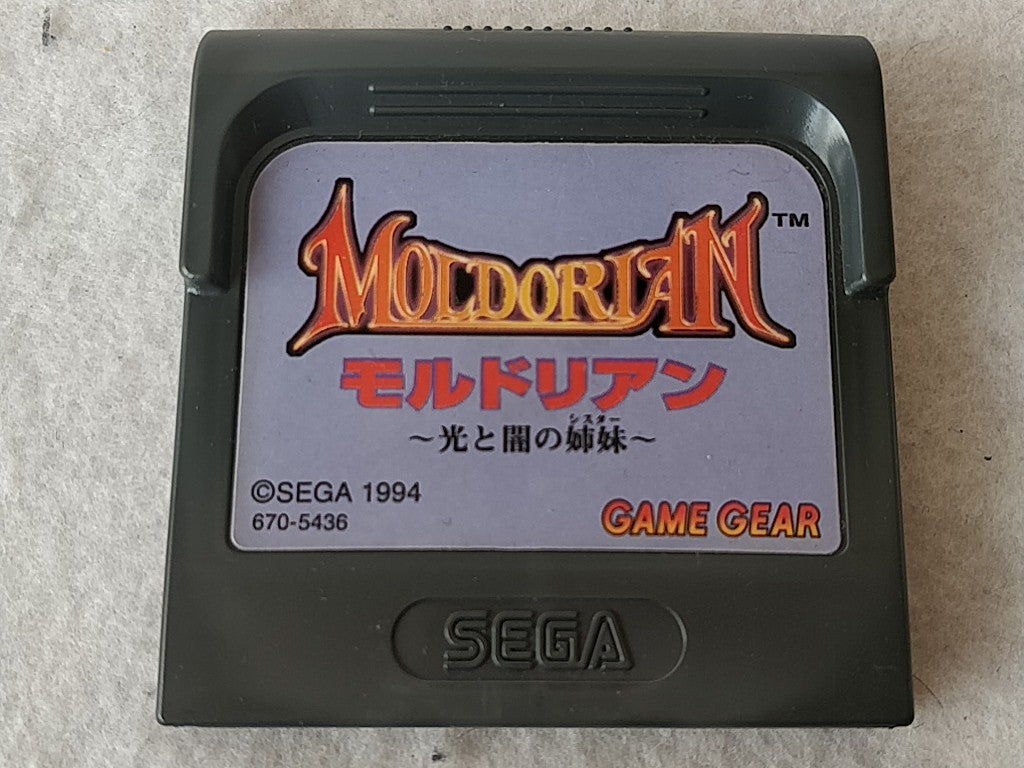 MOLDORIAN™
モルドリアン
シスター
～光と闇の姉妹～
©SEGA 1994
670-5436
GAME GEAR
SEGA